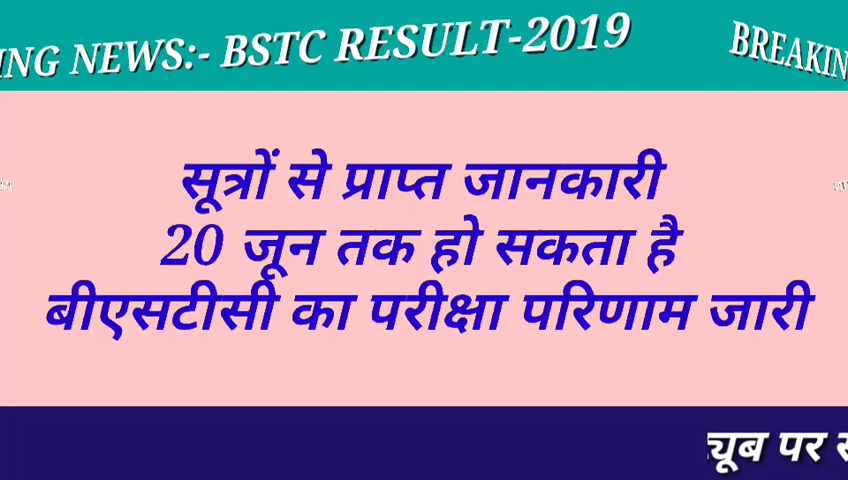 ING NEWS:- BSTC RESULT-2019 BREAKIN
सूत्रों से प्राप्त जानकारी
20 जून तक हो सकता है
बीएसटीसी का परीक्षा परिणाम जारी
यूब पर स